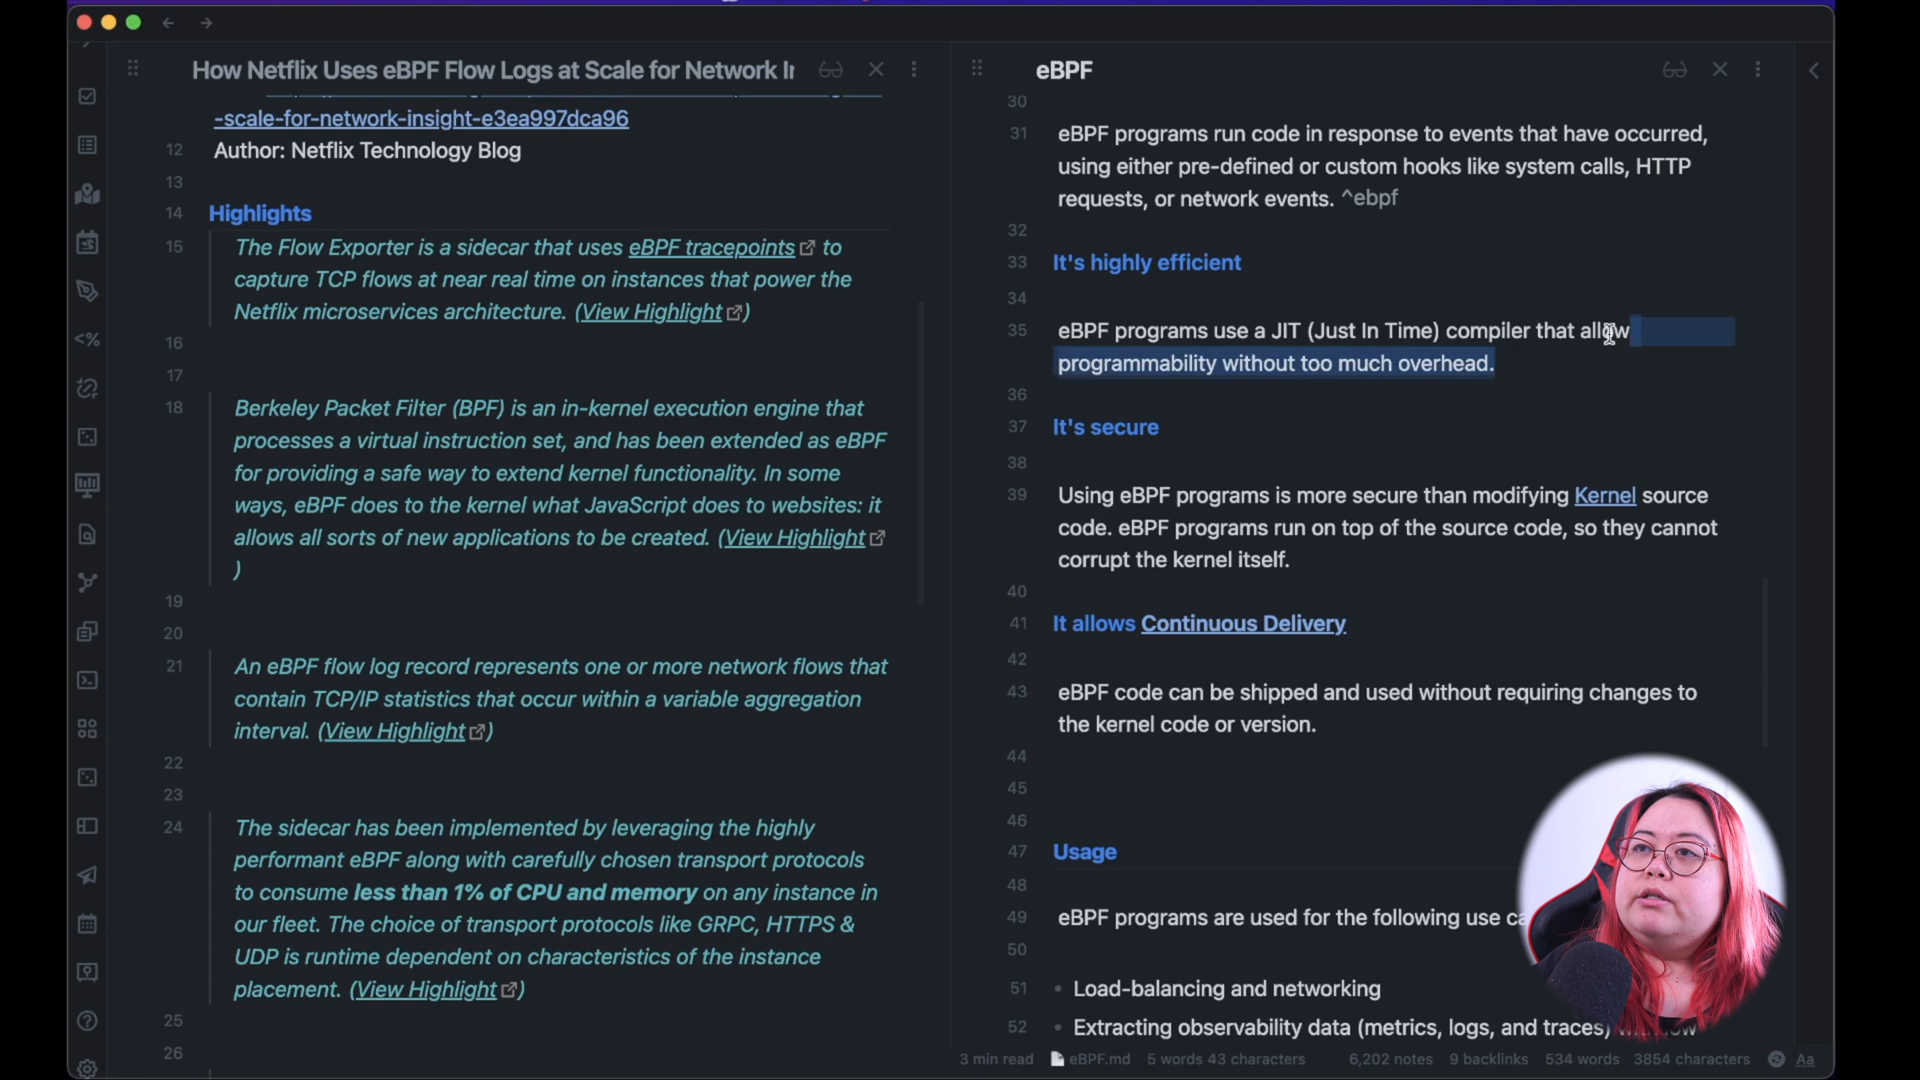 How Netflix Uses eBPF Flow Logs at Scale for Network Ir
-scale-for-network-insight-e3ea997dca96
12 Author: Netflix Technology Blog
13
14 Highlights
15 The Flow Exporter is a sidecar that uses eBPF tracepoints to
capture TCP flows at near real time on instances that power the
Netflix microservices architecture. (View Highlight)
16
17
18 Berkeley Packet Filter (BPF) is an in-kernel execution engine that
processes a virtual instruction set, and has been extended as eBPF
for providing a safe way to extend kernel functionality. In some
ways, eBPF does to the kernel what JavaScript does to websites: it
allows all sorts of new applications to be created. (View Highlight
)
19
20
21 An eBPF flow log record represents one or more network flows that
contain TCP/IP statistics that occur within a variable aggregation
interval. (View Highlight)
22
23
24 The sidecar has been implemented by leveraging the highly
performant eBPF along with carefully chosen transport protocols
to consume less than 1% of CPU and memory on any instance in
our fleet. The choice of transport protocols like GRPC, HTTPS &
UDP is runtime dependent on characteristics of the instance
placement. (View Highlight)
25
26
eBPF
30
31 eBPF programs run code in response to events that have occurred,
using either pre-defined or custom hooks like system calls, HTTP
requests, or network events. ^ebpf
32
33 It's highly efficient
34
35 eBPF programs use a JIT (Just In Time) compiler that allow
programmability without too much overhead.
36
37 It's secure
38
39 Using eBPF programs is more secure than modifying Kernel source
code. eBPF programs run on top of the source code, so they cannot
corrupt the kernel itself.
40
41 It allows Continuous Delivery
42
43 eBPF code can be shipped and used without requiring changes to
the kernel code or version.
44
45
46
47 Usage
48
49 eBPF programs are used for the following use ca
50
51 • Load-balancing and networking
52 • Extracting observability data (metrics, logs, and traces)
3 min read eBPF.md 5 words 43 characters 6,202 notes 9 backlinks 534 words 3854 characters Aa